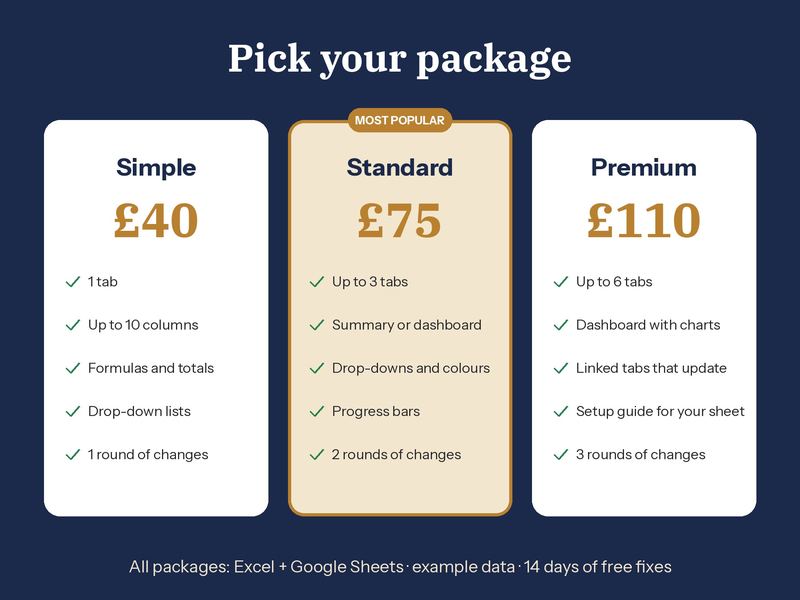 Pick your package
MOST POPULAR
Simple
£40
1 tab
Up to 10 columns
Formulas and totals
Drop-down lists
1 round of changes
Standard
£75
Up to 3 tabs
Summary or dashboard
Drop-downs and colours
Progress bars
2 rounds of changes
Premium
£110
Up to 6 tabs
Dashboard with charts
Linked tabs that update
Setup guide for your sheet
3 rounds of changes
All packages: Excel + Google Sheets · example data · 14 days of free fixes